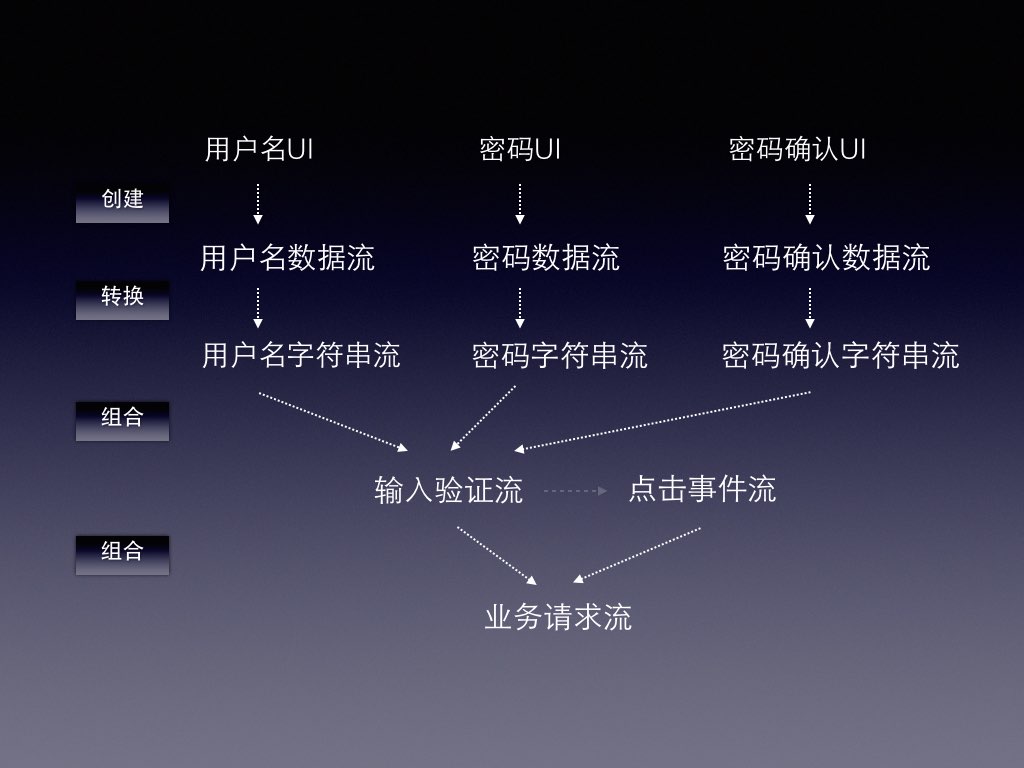 用户名UI 密码UI 密码确认UI
创建
用户名数据流 密码数据流 密码确认数据流
转换
用户名字符串流 密码字符串流 密码确认字符串流
组合
输入验证流 点击事件流
组合
业务请求流